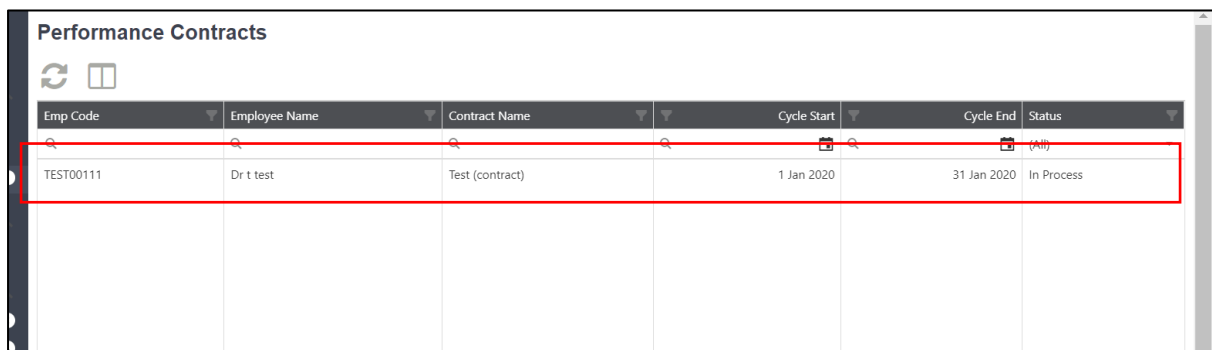 Performance Contracts
Emp Code Employee Name Contract Name Cycle Start Cycle End Status
(All)
TEST00111 Dr t test Test (contract) 1 Jan 2020 31 Jan 2020 In Process